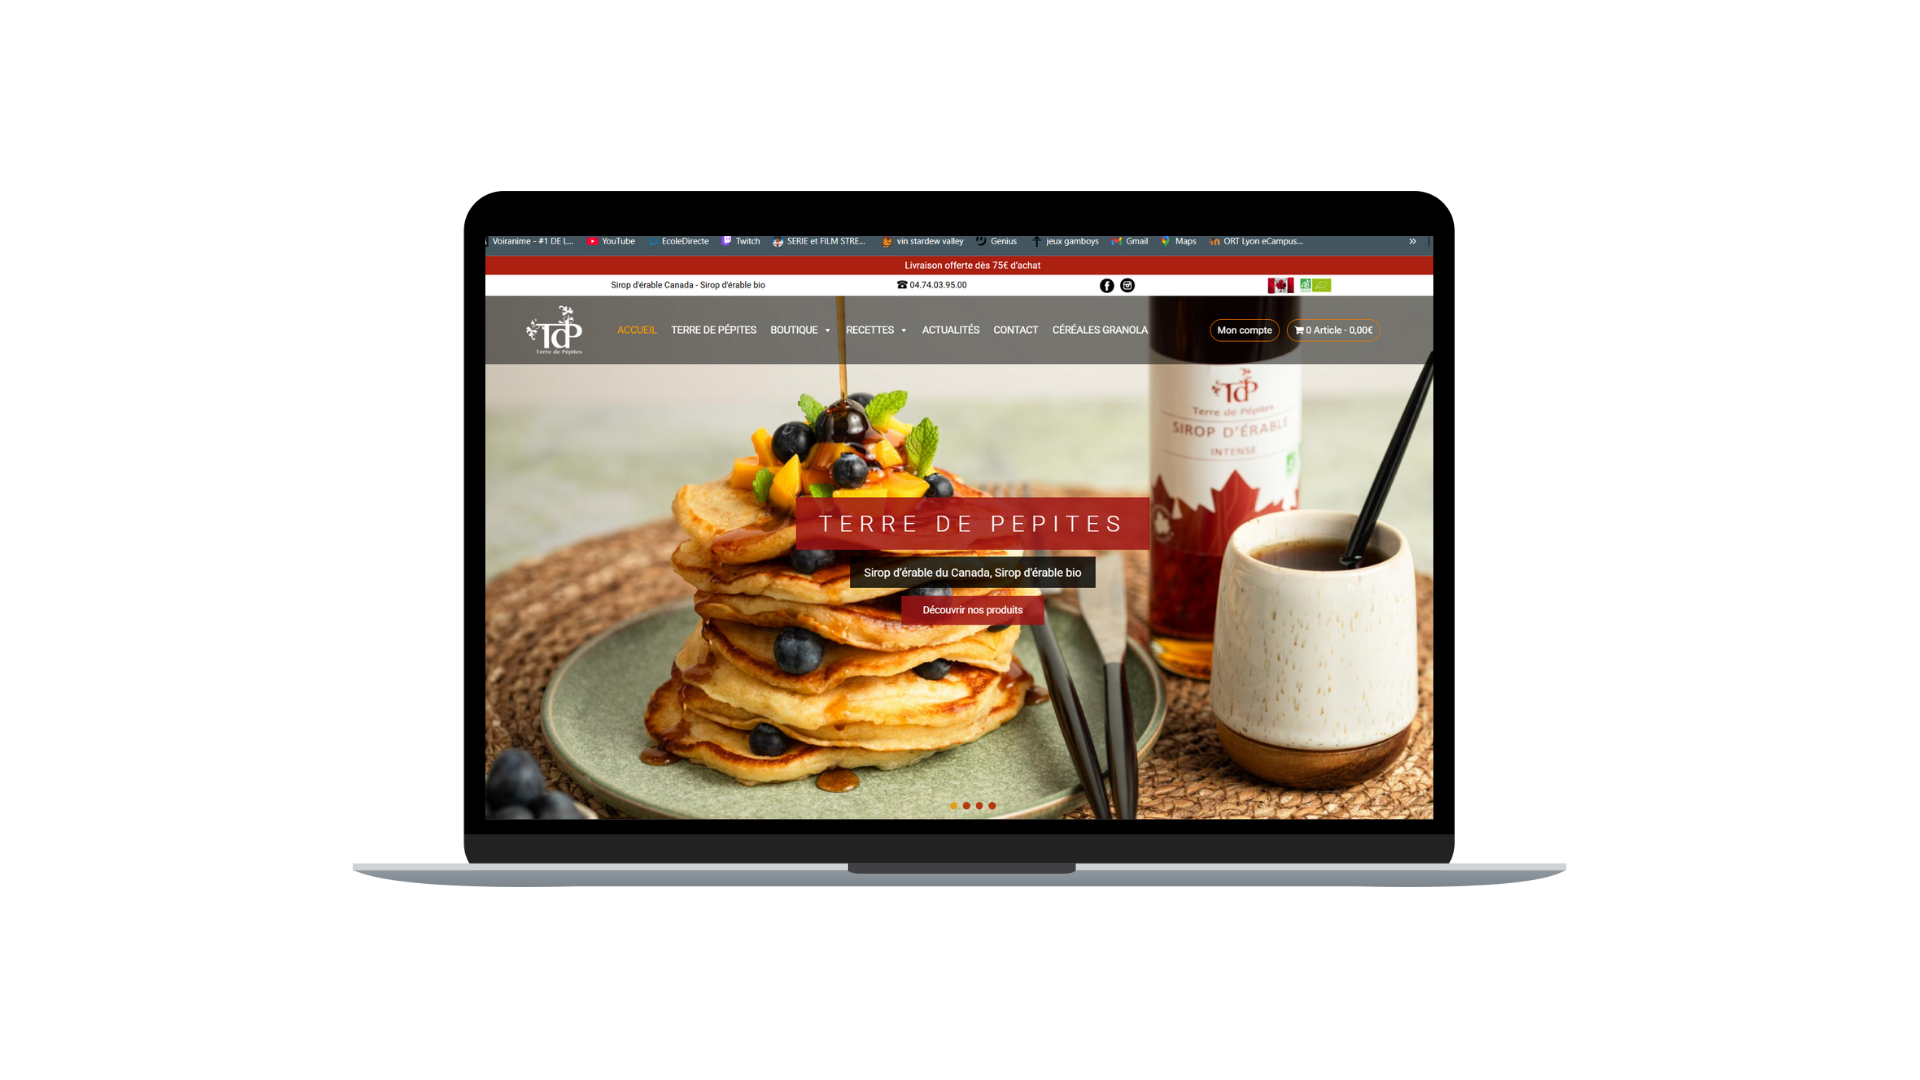 Voiranime - #1 DE L... YouTube EcoleDirecte Twitch SERIE et FILM STRE... vin stardew valley Genius jeux gamboys Gmail Maps ORT Lyon eCampus... »
Livraison offerte dès 75€ d'achat
Sirop d'érable Canada - Sirop d'érable bio 04.74.03.95.00
TdP
Terre de Pépites
ACCUEIL TERRE DE PÉPITES BOUTIQUE RECETTES ACTUALITÉS CONTACT CÉRÉALES GRANOLA Mon compte 0 Article - 0,00€
TdP
Terre de Pépites
SIROP D'ÉRABLE
INTENSE
TERRE DE PEPITES
Sirop d'érable du Canada, Sirop d'érable bio
Découvrir nos produits